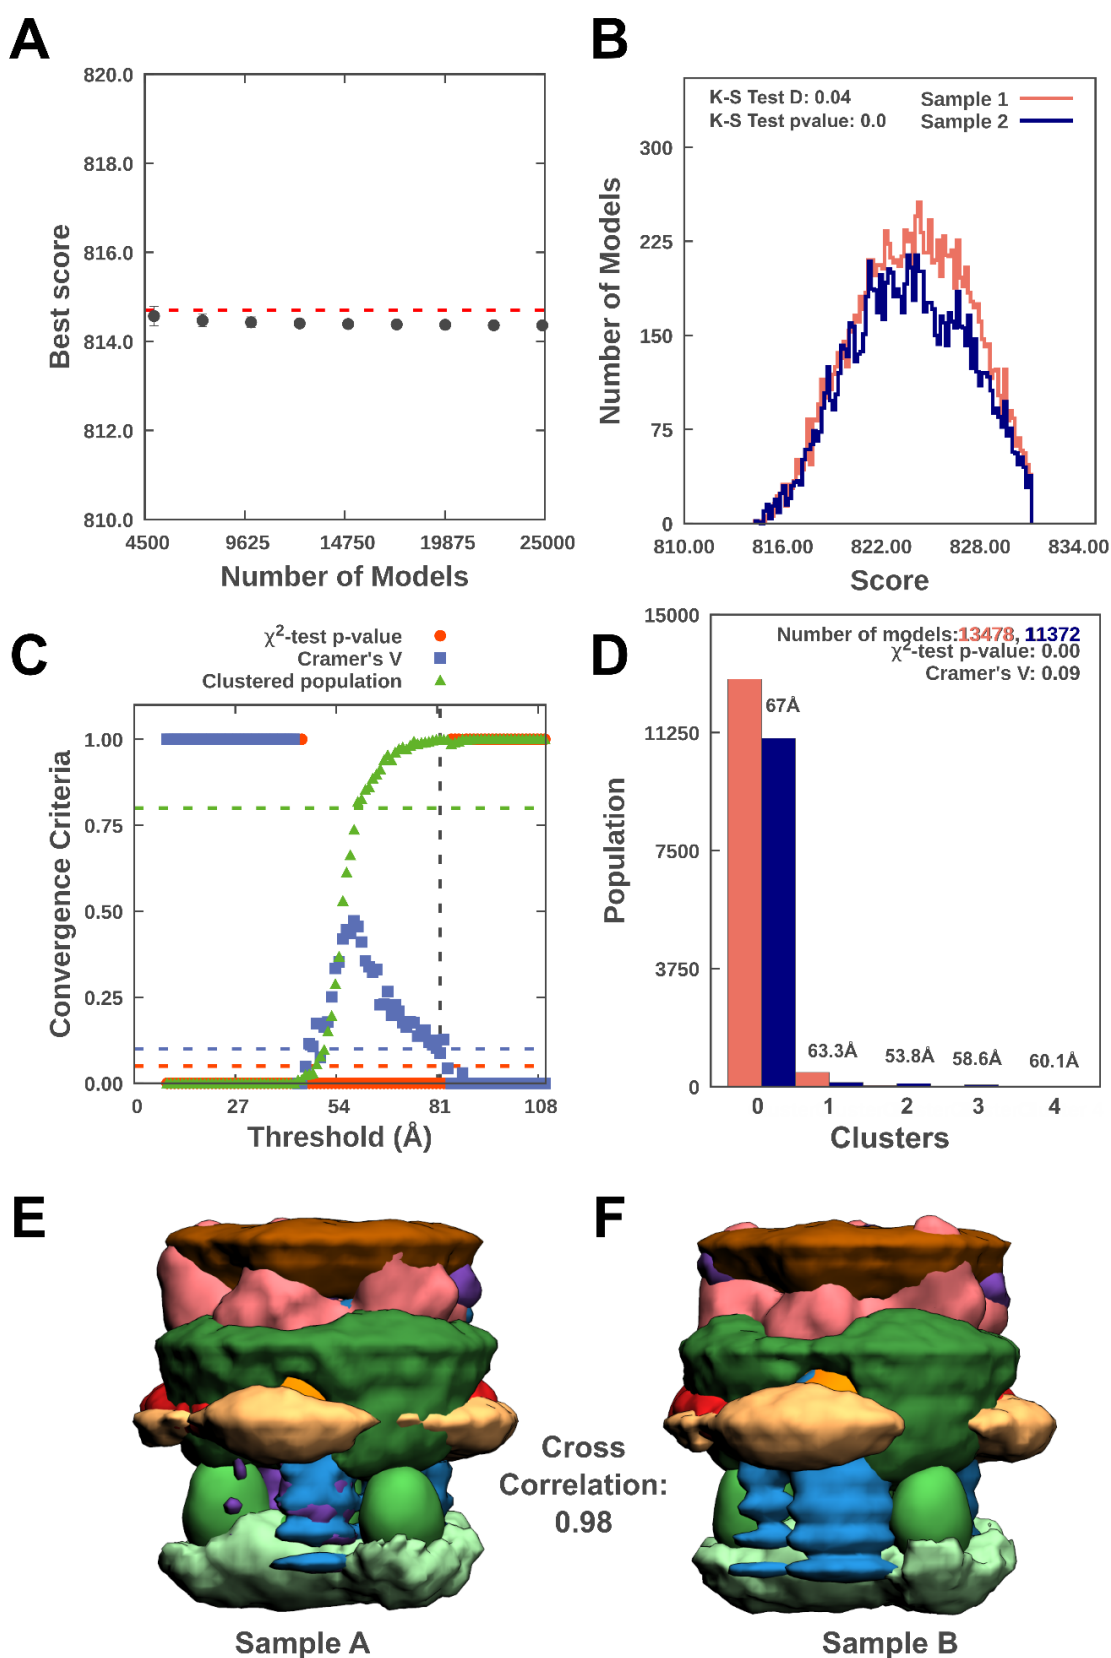 A
820.0
818.0
816.0
814.0
812.0
810.0
Best score
4500 9625 14750 19875 25000
Number of Models
B
K-S Test D: 0.04
K-S Test pvalue: 0.0
Sample 1
Sample 2
300
225
150
75
0
Number of Models
810.00 816.00 822.00 828.00 834.00
Score
C
χ²-test p-value
Cramer's V
Clustered population
1.00
0.75
0.50
0.25
0.00
Convergence Criteria
0 27 54 81 108
Threshold (Å)
D
Number of models:13478, 11372
χ²-test p-value: 0.00
Cramer's V: 0.09
15000
11250
7500
3750
0
Population
67Å
63.3Å 53.8Å 58.6Å 60.1Å
0 1 2 3 4
Clusters
E
F
Cross
Correlation:
0.98
Sample A
Sample B